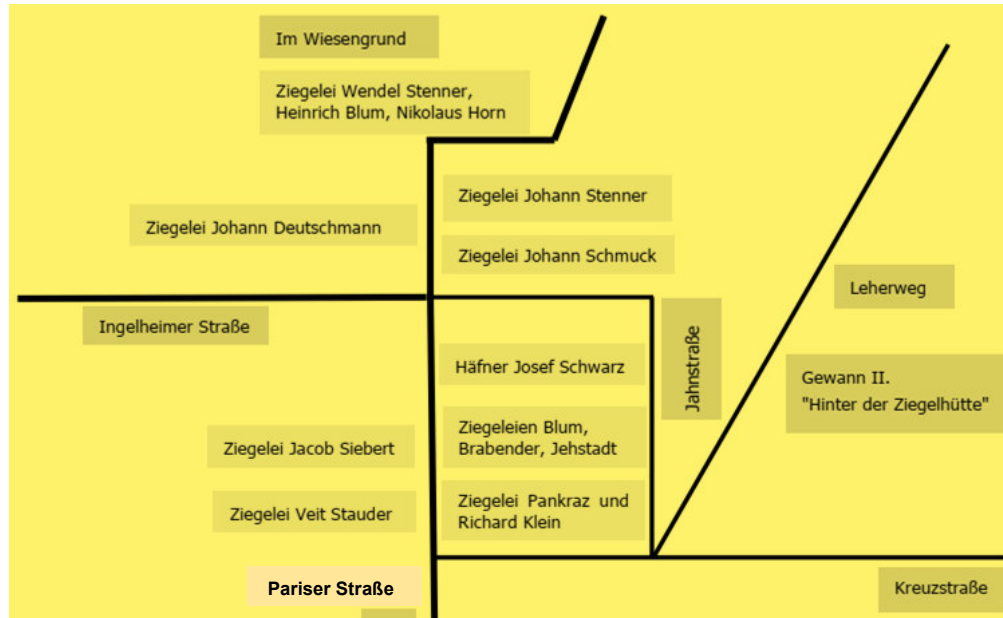 Im Wiesengrund
Ziegelei Wendel Stenner,
Heinrich Blum, Nikolaus Horn
Ziegelei Johann Stenner
Ziegelei Johann Deutschmann
Ziegelei Johann Schmuck
Leherweg
Ingelheimer Straße
Jahnstraße
Häfner Josef Schwarz
Gewann II.
"Hinter der Ziegelhütte"
Ziegeleien Blum,
Brabender, Jehstadt
Ziegelei Jacob Siebert
Ziegelei Pankraz und
Richard Klein
Ziegelei Veit Stauder
Pariser Straße
Kreuzstraße